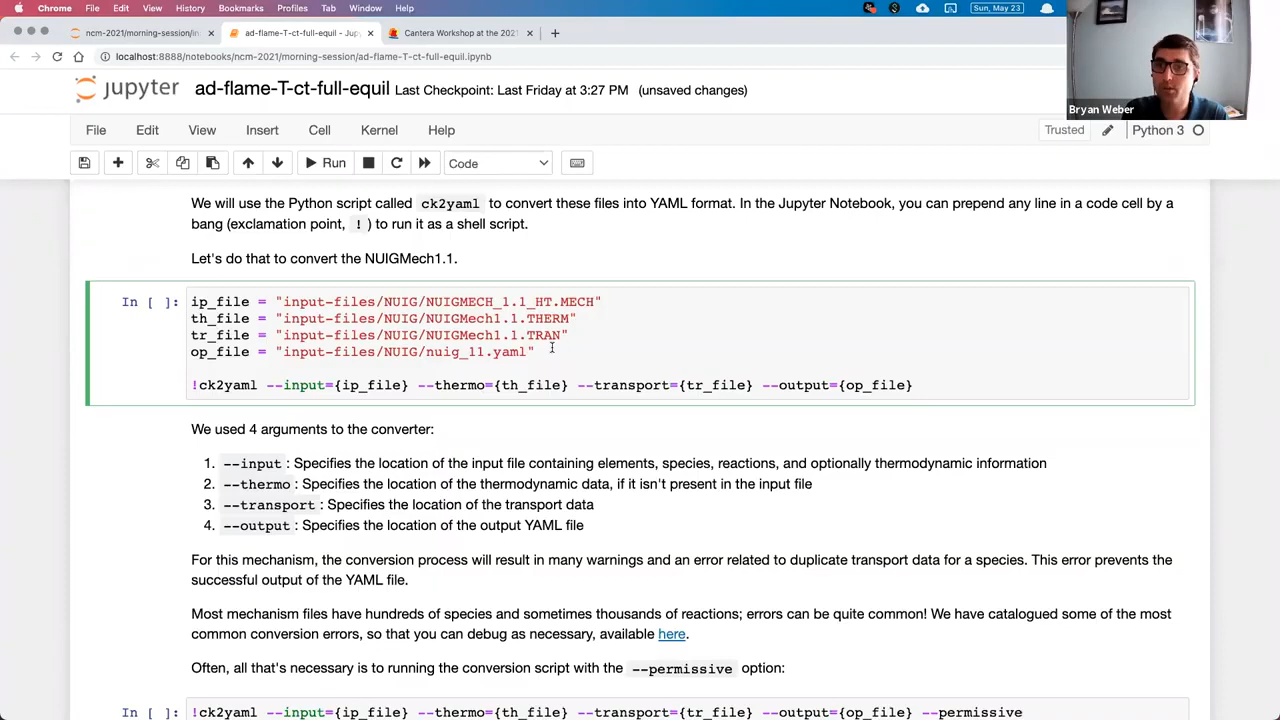 Chrome File Edit View History Bookmarks Profiles Tab Window Help Sun, May 23
ncm-2021/morning-session/in
ad-flame-T-ct-full-equil - Jup
Cantera Workshop at the 202
localhost:8888/notebooks/ncm-2021/morning-session/ad-flame-T-ct-full-equil.ipynb
jupyter ad-flame-T-ct-full-equil Last Checkpoint: Last Friday at 3:27 PM (unsaved changes)
Bryan Weber
File Edit View Insert Cell Kernel Help Trusted Python 3
Run Code
We will use the Python script called ck2yaml to convert these files into YAML format. In the Jupyter Notebook, you can prepend any line in a code cell by a
bang (exclamation point, ! ) to run it as a shell script.
Let's do that to convert the NUIGMech1.1.
In [ ]: ip_file = "input-files/NUIG/NUIGMECH_1.1_HT.MECH"
th_file = "input-files/NUIG/NUIGMech1.1.THERM"
tr_file = "input-files/NUIG/NUIGMech1.1.TRAN"
op_file = "input-files/NUIG/nuig_11.yaml"
!ck2yaml --input={ip_file} --thermo={th_file} --transport={tr_file} --output={op_file}
We used 4 arguments to the converter:
1. --input : Specifies the location of the input file containing elements, species, reactions, and optionally thermodynamic information
2. --thermo : Specifies the location of the thermodynamic data, if it isn't present in the input file
3. --transport : Specifies the location of the transport data
4. --output : Specifies the location of the output YAML file
For this mechanism, the conversion process will result in many warnings and an error related to duplicate transport data for a species. This error prevents the
successful output of the YAML file.
Most mechanism files have hundreds of species and sometimes thousands of reactions; errors can be quite common! We have catalogued some of the most
common conversion errors, so that you can debug as necessary, available here.
Often, all that's necessary is to running the conversion script with the --permissive option:
In [ ]: !ck2yaml --input={ip_file} --thermo={th_file} --transport={tr_file} --output={op_file} --permissive